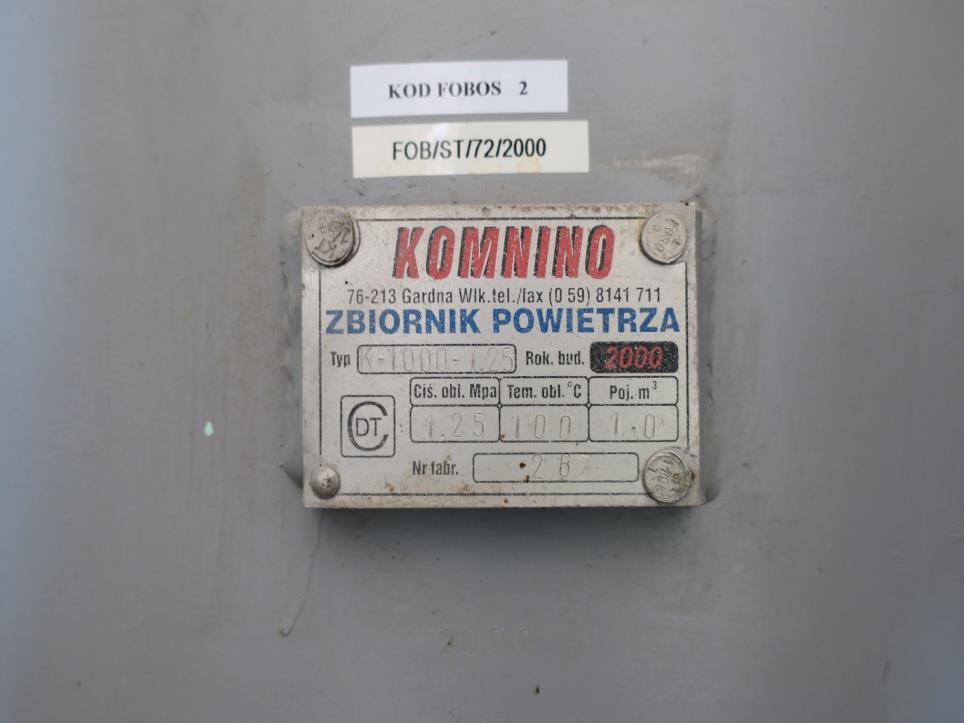 KOD FOBOS 2
FOB/ST/72/2000
KOMNINO
76-213 Gardna Wlk.tel./fax (0 59) 8141 711
ZBIORNIK POWIETRZA
Typ K-1000-1.25 Rok. bud. 2000
Ciś. obl. Mpa Tem. obl. °C Poj. m³
1,25 100 1.0
CDT
Nr fabr.